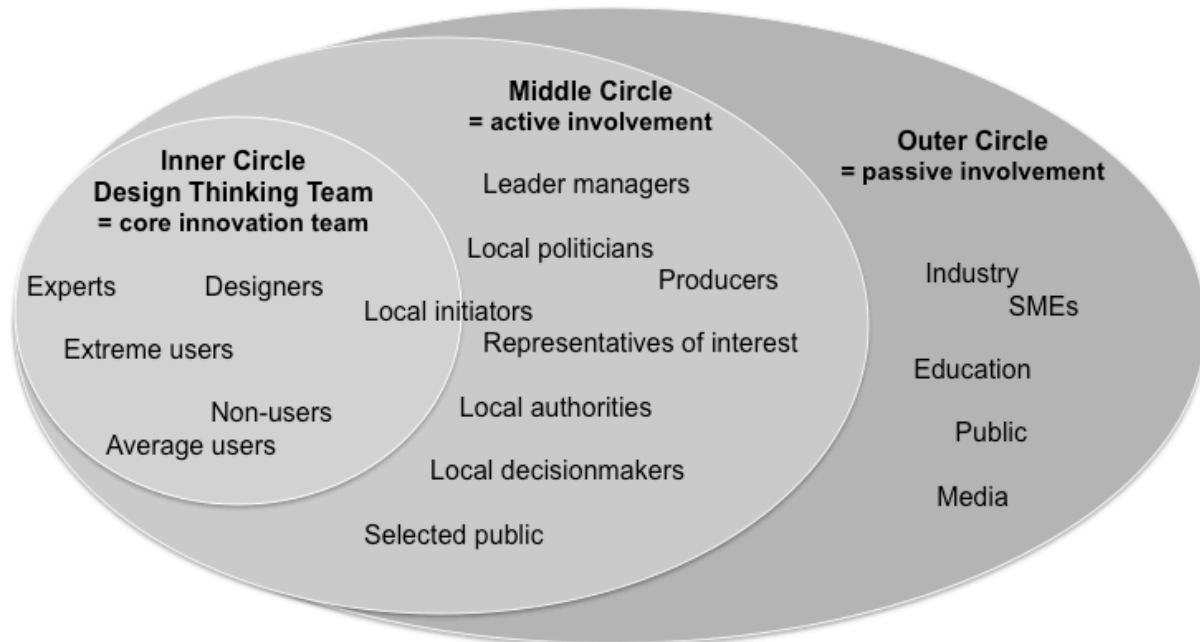 Inner Circle
Design Thinking Team
= core innovation team
Experts
Designers
Extreme users
Non-users
Average users
Middle Circle
= active involvement
Leader managers
Local politicians
Producers
Local initiators
Representatives of interest
Local authorities
Local decisionmakers
Selected public
Outer Circle
= passive involvement
Industry
SMEs
Education
Public
Media